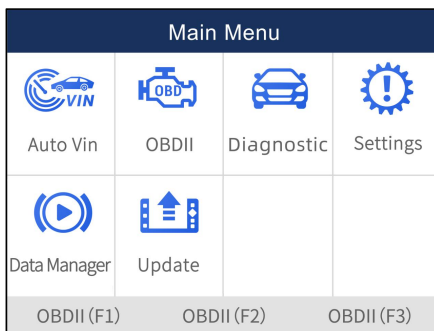 Main Menu
VIN
OBD
Auto Vin
OBDII
Diagnostic
Settings
Data Manager
Update
OBDII(F1)
OBDII(F2)
OBDII(F3)